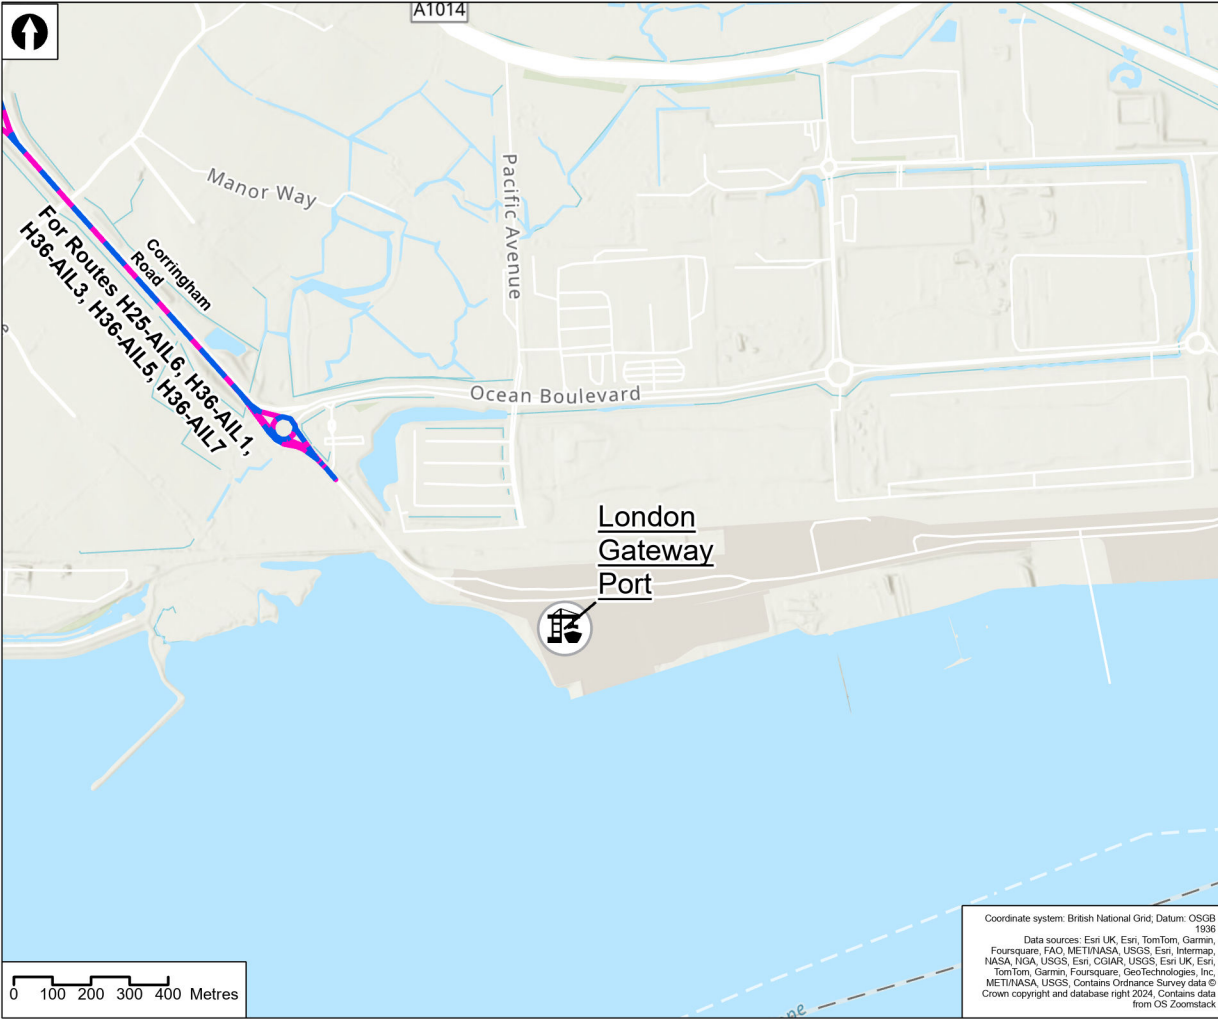 A1014
Manor Way
Pacific Avenue
Corringham
Road
For Routes H25-AIL6, H36-AIL1,
H36-AIL3, H36-AIL5, H36-AIL7
Ocean Boulevard
London
Gateway
Port
0 100 200 300 400 Metres
Coordinate system: British National Grid; Datum: OSGB
1936
Data sources: Esri UK, Esri, TomTom, Garmin,
Foursquare, FAO, METI/NASA, USGS, Esri, Intermap,
NASA, NGA, USGS, Esri, CGIAR, USGS, Esri UK, Esri,
TomTom, Garmin, Foursquare, GeoTechnologies, Inc,
METI/NASA, USGS, Contains Ordnance Survey data ©
Crown copyright and database right 2024, Contains data
from OS Zoomstack